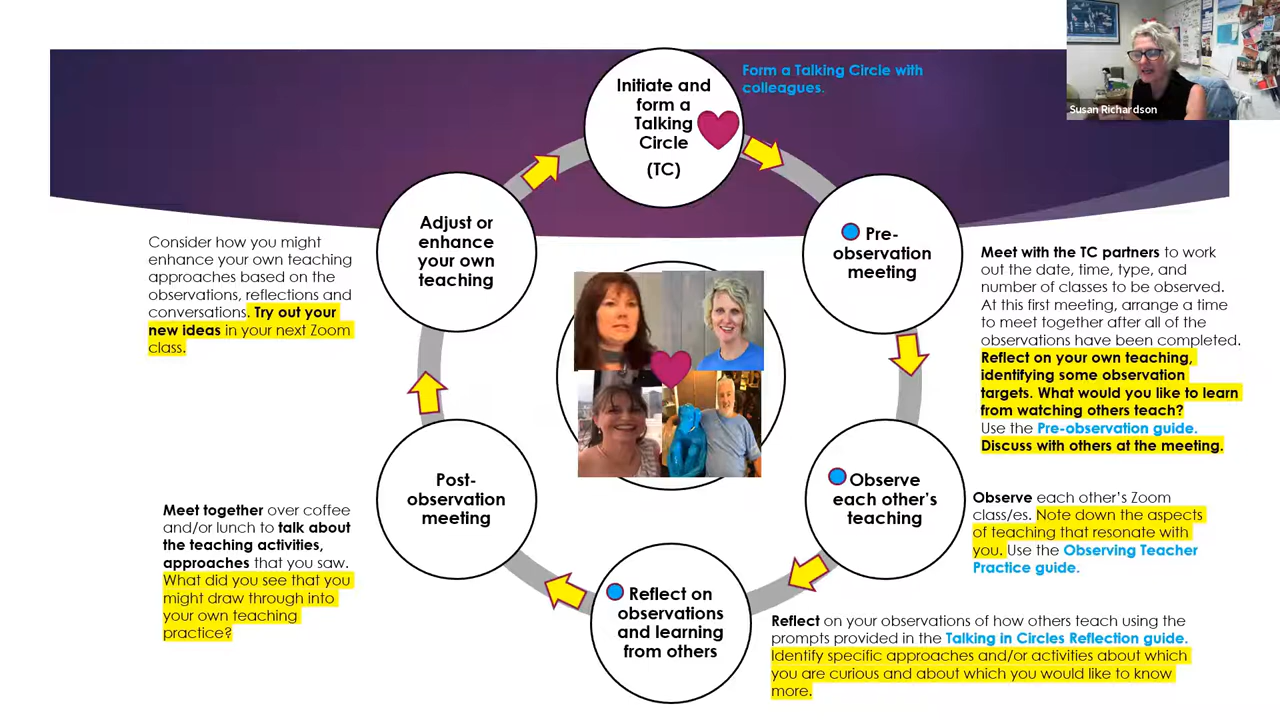 Initiate and
form a
Talking
Circle
(TC)
Form a Talking Circle with
colleagues.
Susan Richardson
Pre-
observation
meeting
Meet with the TC partners to work
out the date, time, type, and
number of classes to be observed.
At this first meeting, arrange a time
to meet together after all of the
observations have been completed.
Reflect on your own teaching,
identifying some observation
targets. What would you like to learn
from watching others teach?
Use the Pre-observation guide.
Discuss with others at the meeting.
Observe
each other's
teaching
Observe each other's Zoom
class/es. Note down the aspects
of teaching that resonate with
you. Use the Observing Teacher
Practice guide.
Reflect on
observations
and learning
from others
Reflect on your observations of how others teach using the
prompts provided in the Talking in Circles Reflection guide.
Identify specific approaches and/or activities about which
you are curious and about which you would like to know
more.
Post-
observation
meeting
Meet together over coffee
and/or lunch to talk about
the teaching activities,
approaches that you saw.
What did you see that you
might draw through into
your own teaching
practice?
Adjust or
enhance
your own
teaching
Consider how you might
enhance your own teaching
approaches based on the
observations, reflections and
conversations. Try out your
new ideas in your next Zoom
class.